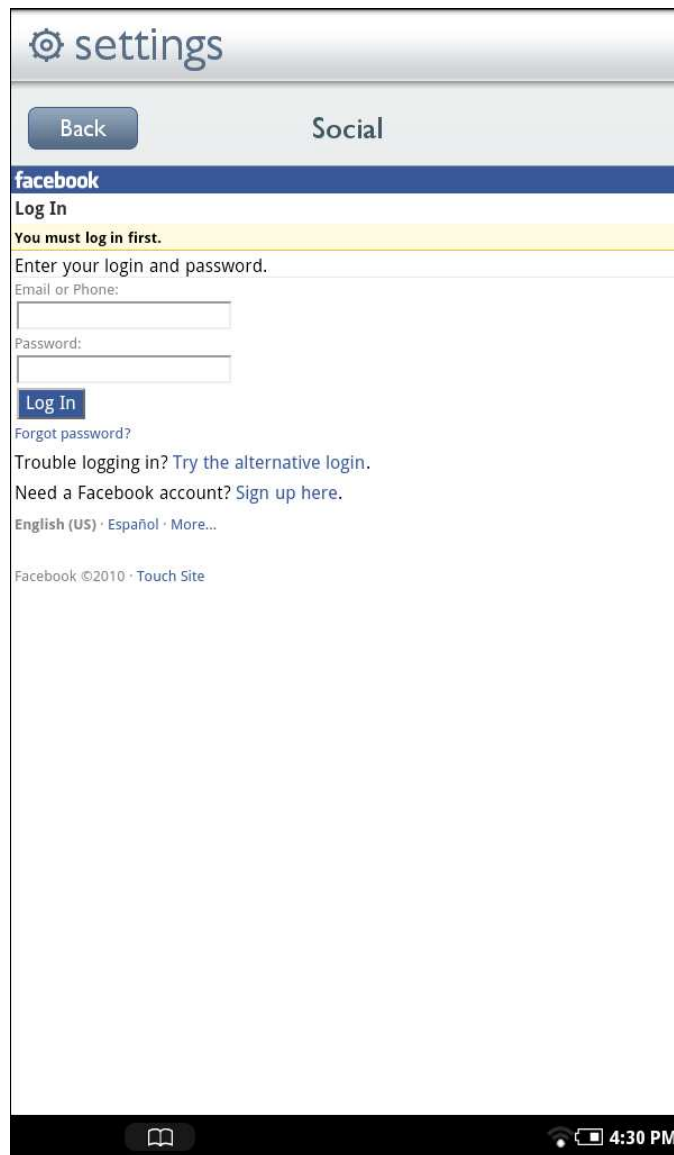 settings
Back Social
facebook
Log In
You must log in first.
Enter your login and password.
Email or Phone:
Password:
Log In
Forgot password?
Trouble logging in? Try the alternative login.
Need a Facebook account? Sign up here.
English (US) · Español · More...
Facebook ©2010 · Touch Site
4:30 PM